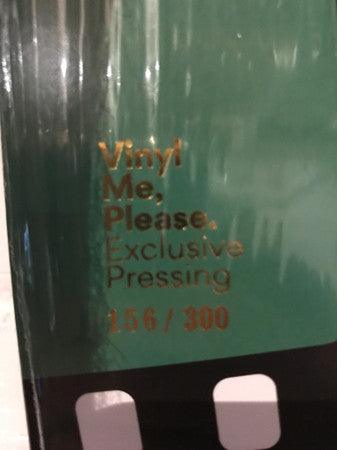 Vinyl
Me,
Please.
Exclusive
Pressing
156/300